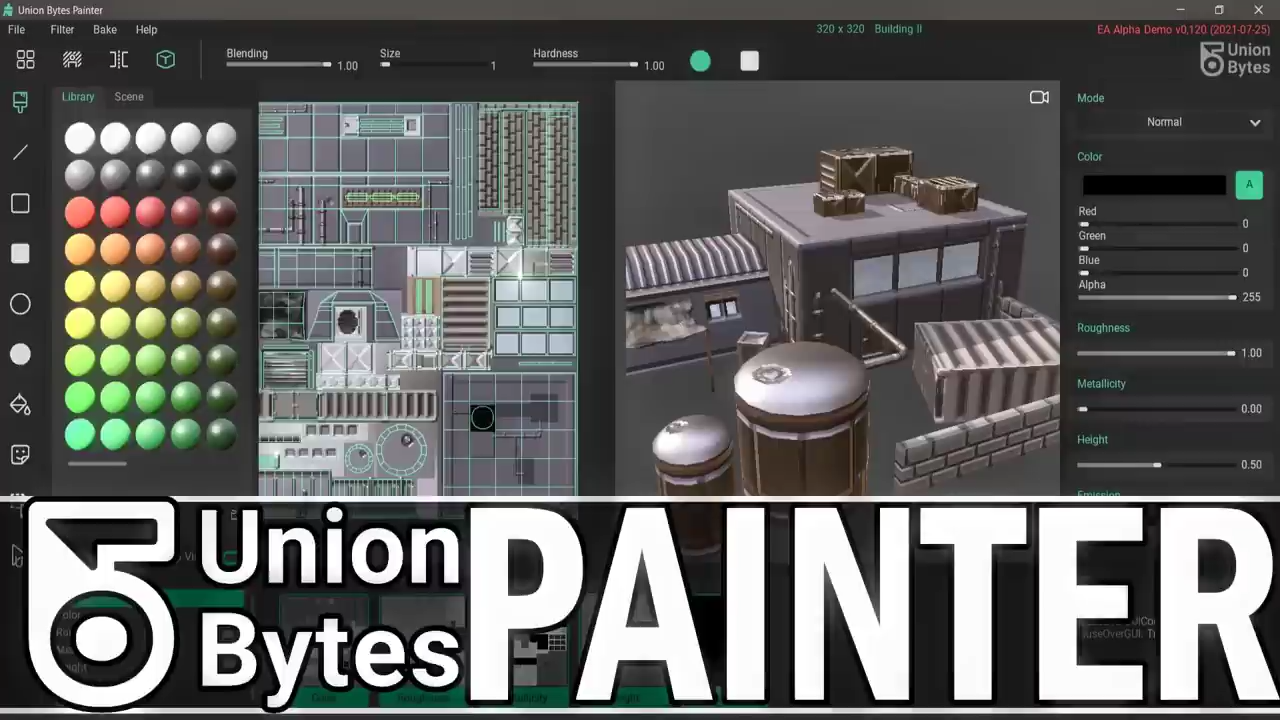 Union Bytes Painter
File Filter Bake Help
320 x 320 Building II
EA Alpha Demo v0,120 (2021-07-25)
Blending 1.00
Size 1
Hardness 1.00
Union
Bytes
Library Scene
Mode
Normal
Color
A
Red 0
Green 0
Blue 0
Alpha 255
Roughness
1.00
Metallicity
0.00
Height
0.50
Emission
Union
Bytes
PAINTER